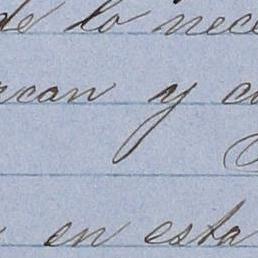 de lo nece
rcan y c
en esta